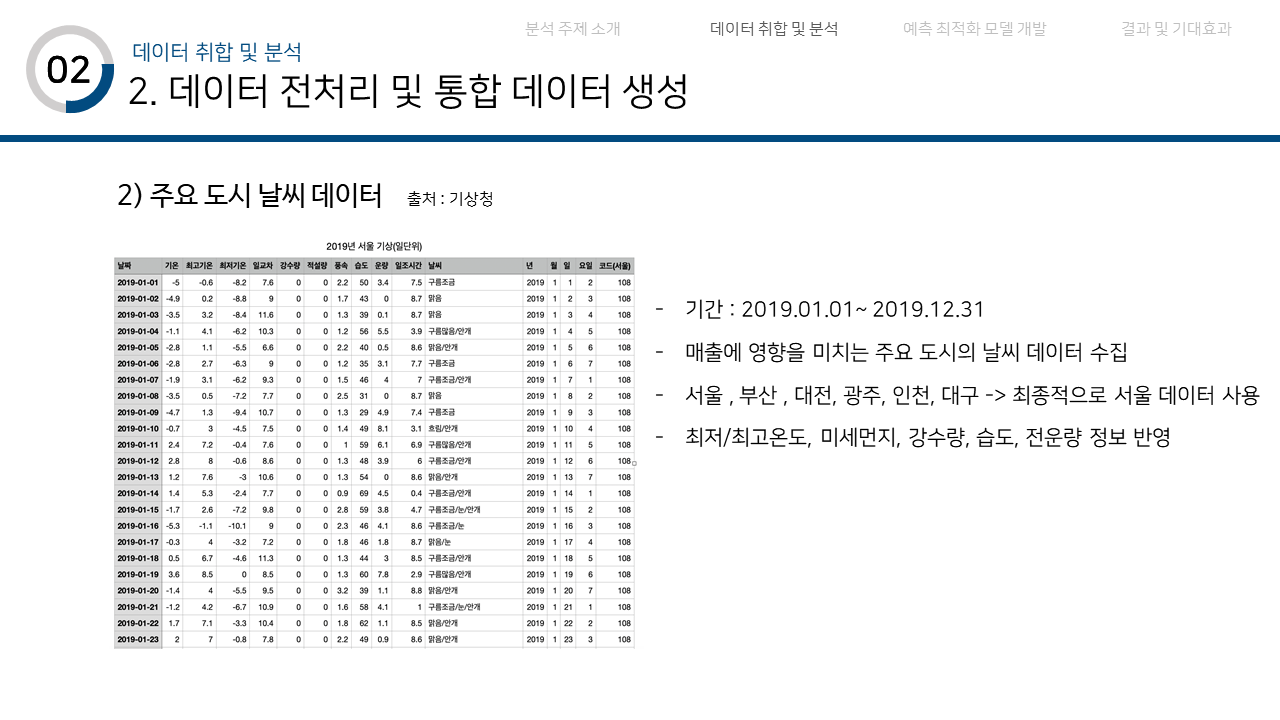 분석 주제 소개 데이터 취합 및 분석 예측 최적화 모델 개발 결과 및 기대효과
02
데이터 취합 및 분석
2. 데이터 전처리 및 통합 데이터 생성
2) 주요 도시 날씨 데이터 출처 : 기상청
2019년 서울 기상(일단위)
날짜 기온 최고기온 최저기온 일교차 강수량 적설량 풍속 습도 운량 일조시간 날씨 년 월 일 요일 코드(서울)
2019-01-01 -5 -0.6 -8.2 7.6 0 0 2.2 50 3.4 7.5 구름조금 2019 1 1 2 108
2019-01-02 -4.9 0.2 -8.8 9 0 0 1.7 43 0 8.7 맑음 2019 1 2 3 108
2019-01-03 -3.5 3.2 -8.4 11.6 0 0 1.3 39 0.1 8.7 맑음 2019 1 3 4 108
2019-01-04 -1.1 4.1 -6.2 10.3 0 0 1.2 56 5.5 3.9 구름많음/안개 2019 1 4 5 108
2019-01-05 -2.8 1.1 -5.5 6.6 0 0 2.2 40 0.5 8.6 맑음/안개 2019 1 5 6 108
2019-01-06 -2.8 2.7 -6.3 9 0 0 1.2 35 3.1 7.7 구름조금 2019 1 6 7 108
2019-01-07 -1.9 3.1 -6.2 9.3 0 0 1.5 46 4 7 구름조금/안개 2019 1 7 1 108
2019-01-08 -3.5 0.5 -7.2 7.7 0 0 2.5 31 0 8.7 맑음 2019 1 8 2 108
2019-01-09 -4.7 1.3 -9.4 10.7 0 0 1.3 29 4.9 7.4 구름조금 2019 1 9 3 108
2019-01-10 -0.7 3 -4.5 7.5 0 0 1.4 49 8.1 3.1 흐림/안개 2019 1 10 4 108
2019-01-11 2.4 7.2 -0.4 7.6 0 0 1 59 6.1 6.9 구름많음/안개 2019 1 11 5 108
2019-01-12 2.8 8 -0.6 8.6 0 0 1.3 48 3.9 6 구름조금/안개 2019 1 12 6 108
2019-01-13 1.2 7.6 -3 10.6 0 0 1.3 54 0 8.6 맑음/안개 2019 1 13 7 108
2019-01-14 1.4 5.3 -2.4 7.7 0 0 0.9 69 4.5 0.4 구름조금/안개 2019 1 14 1 108
2019-01-15 -1.7 2.6 -7.2 9.8 0 0 2.8 59 3.8 4.7 구름조금/눈/안개 2019 1 15 2 108
2019-01-16 -5.3 -1.1 -10.1 9 0 0 2.3 46 4.1 8.6 구름조금/눈 2019 1 16 3 108
2019-01-17 -0.3 4 -3.2 7.2 0 0 1.8 46 1.8 8.7 맑음/눈 2019 1 17 4 108
2019-01-18 0.5 6.7 -4.6 11.3 0 0 1.3 44 3 8.5 구름조금/안개 2019 1 18 5 108
2019-01-19 3.6 8.5 0 8.5 0 0 1.3 60 7.8 2.9 구름많음/안개 2019 1 19 6 108
2019-01-20 -1.4 4 -5.5 9.5 0 0 3.2 39 1.1 8.8 맑음/안개 2019 1 20 7 108
2019-01-21 -1.2 4.2 -6.7 10.9 0 0 1.6 58 4.1 1 구름조금/눈/안개 2019 1 21 1 108
2019-01-22 1.7 7.1 -3.3 10.4 0 0 1.8 62 1.1 8.5 맑음/안개 2019 1 22 2 108
2019-01-23 2 7 -0.8 7.8 0 0 2.2 49 0.9 8.6 맑음/안개 2019 1 23 3 108
- 기간 : 2019.01.01~ 2019.12.31
- 매출에 영향을 미치는 주요 도시의 날씨 데이터 수집
- 서울 , 부산 , 대전, 광주, 인천, 대구 -> 최종적으로 서울 데이터 사용
- 최저/최고온도, 미세먼지, 강수량, 습도, 전운량 정보 반영